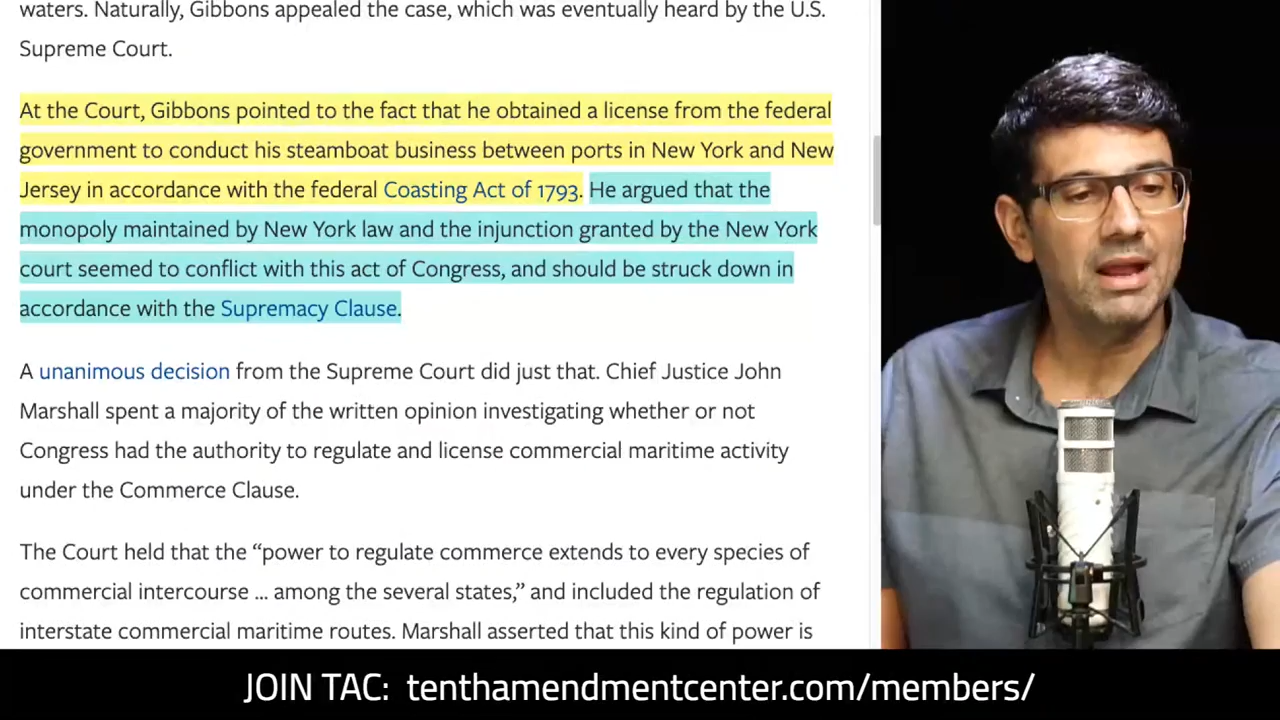 waters. Naturally, Gibbons appealed the case, which was eventually heard by the U.S.
Supreme Court.
At the Court, Gibbons pointed to the fact that he obtained a license from the federal
government to conduct his steamboat business between ports in New York and New
Jersey in accordance with the federal Coasting Act of 1793. He argued that the
monopoly maintained by New York law and the injunction granted by the New York
court seemed to conflict with this act of Congress, and should be struck down in
accordance with the Supremacy Clause.
A unanimous decision from the Supreme Court did just that. Chief Justice John
Marshall spent a majority of the written opinion investigating whether or not
Congress had the authority to regulate and license commercial maritime activity
under the Commerce Clause.
The Court held that the “power to regulate commerce extends to every species of
commercial intercourse … among the several states,” and included the regulation of
interstate commercial maritime routes. Marshall asserted that this kind of power is
JOIN TAC: tenthamendmentcenter.com/members/